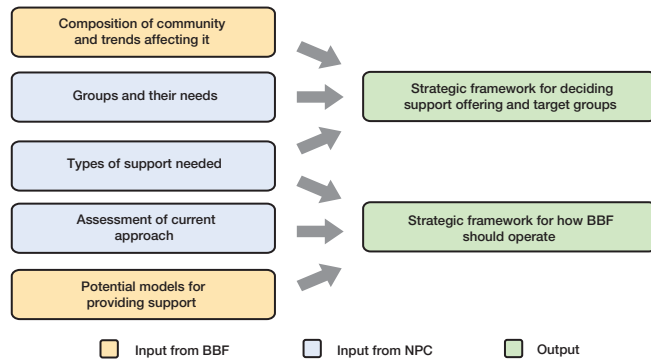 Composition of community
and trends affecting it
Groups and their needs
Types of support needed
Assessment of current
approach
Potential models for
providing support
Strategic framework for deciding
support offering and target groups
Strategic framework for how BBF
should operate
Input from BBF
Input from NPC
Output